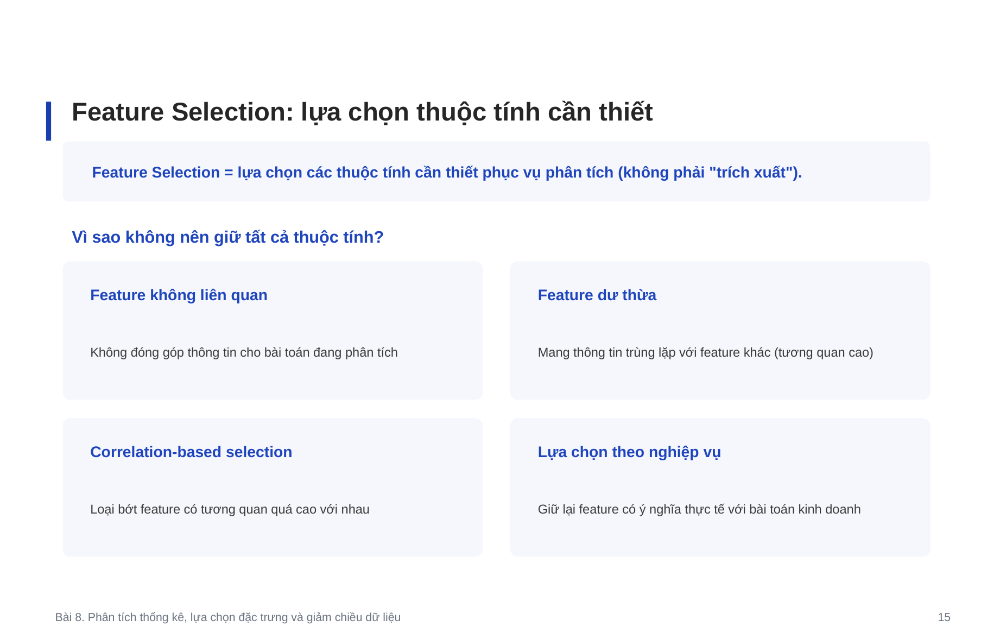 Feature Selection: lựa chọn thuộc tính cần thiết
Feature Selection = lựa chọn các thuộc tính cần thiết phục vụ phân tích (không phải "trích xuất").
Vì sao không nên giữ tất cả thuộc tính?
Feature không liên quan
Không đóng góp thông tin cho bài toán đang phân tích
Feature dư thừa
Mang thông tin trùng lặp với feature khác (tương quan cao)
Correlation-based selection
Loại bớt feature có tương quan quá cao với nhau
Lựa chọn theo nghiệp vụ
Giữ lại feature có ý nghĩa thực tế với bài toán kinh doanh
Bài 8. Phân tích thống kê, lựa chọn đặc trưng và giảm chiều dữ liệu
15